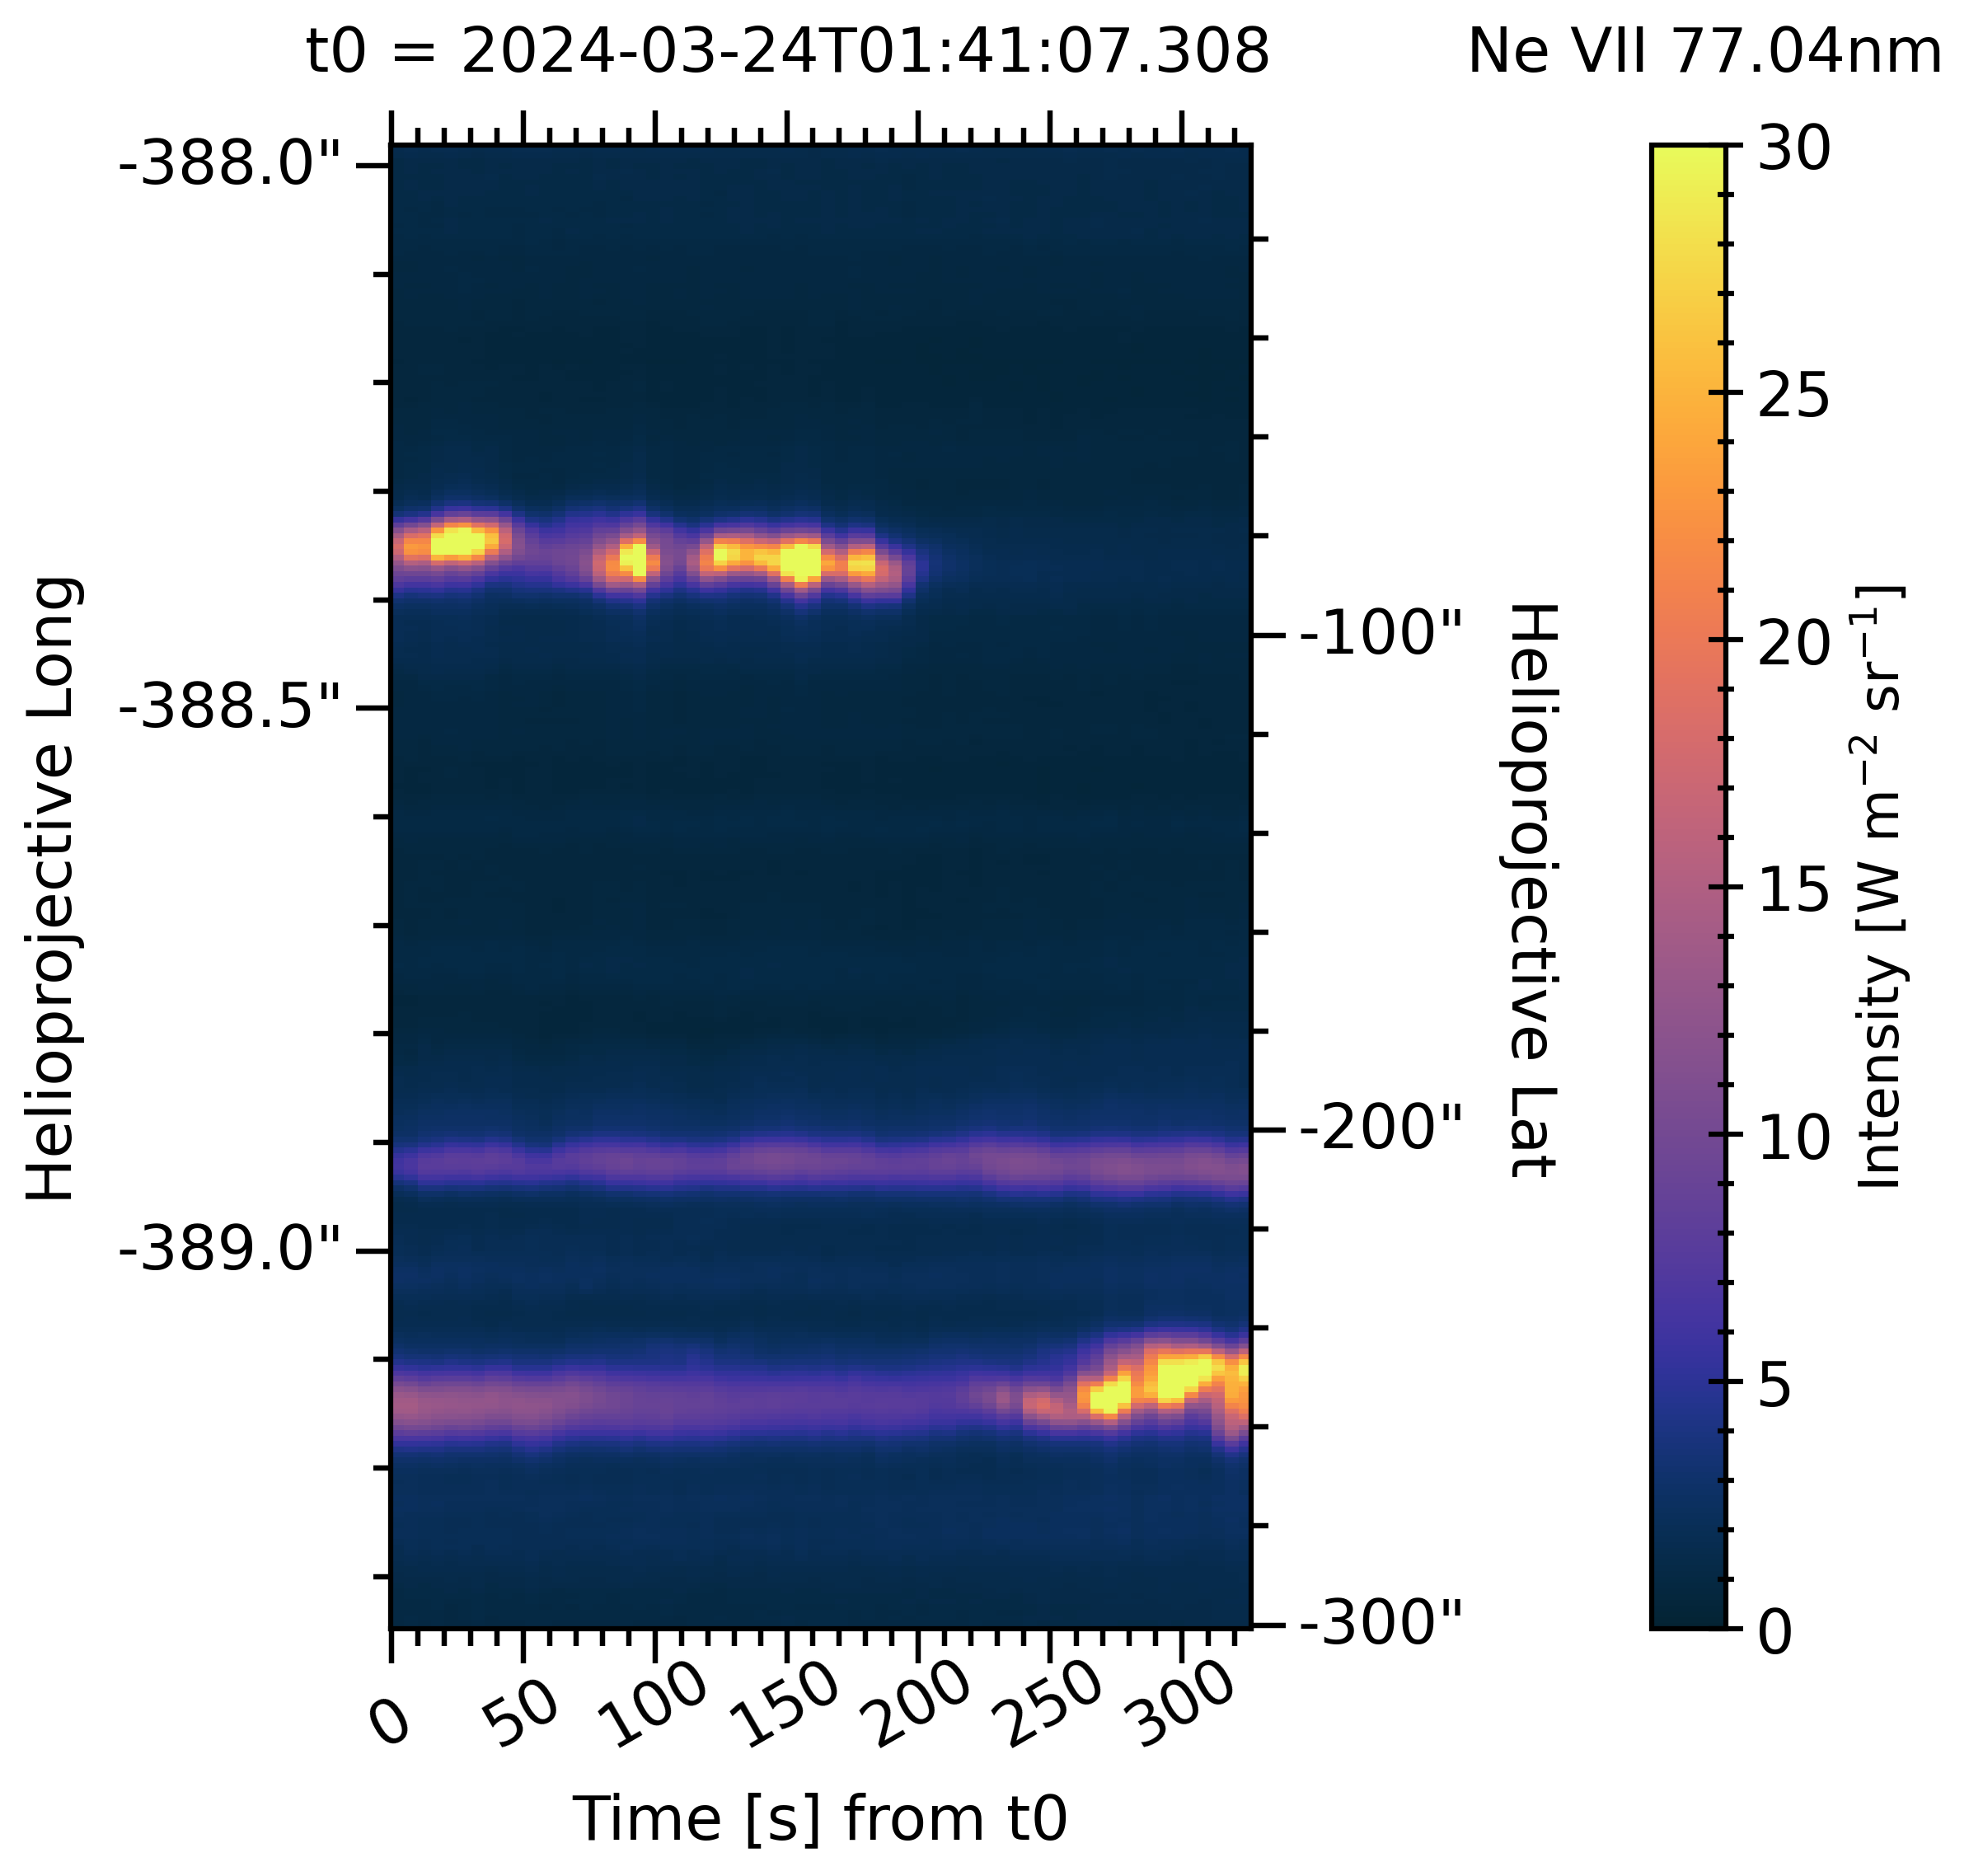 t0 = 2024-03-24T01:41:07.308
Ne VII 77.04nm
-388.0"
-388.5"
-389.0"
Helioprojective Long
-100"
-200"
-300"
Helioprojective Lat
30
25
20
15
10
5
0
Intensity [W m⁻² sr⁻¹]
0 50 100 150 200 250 300
Time [s] from t0